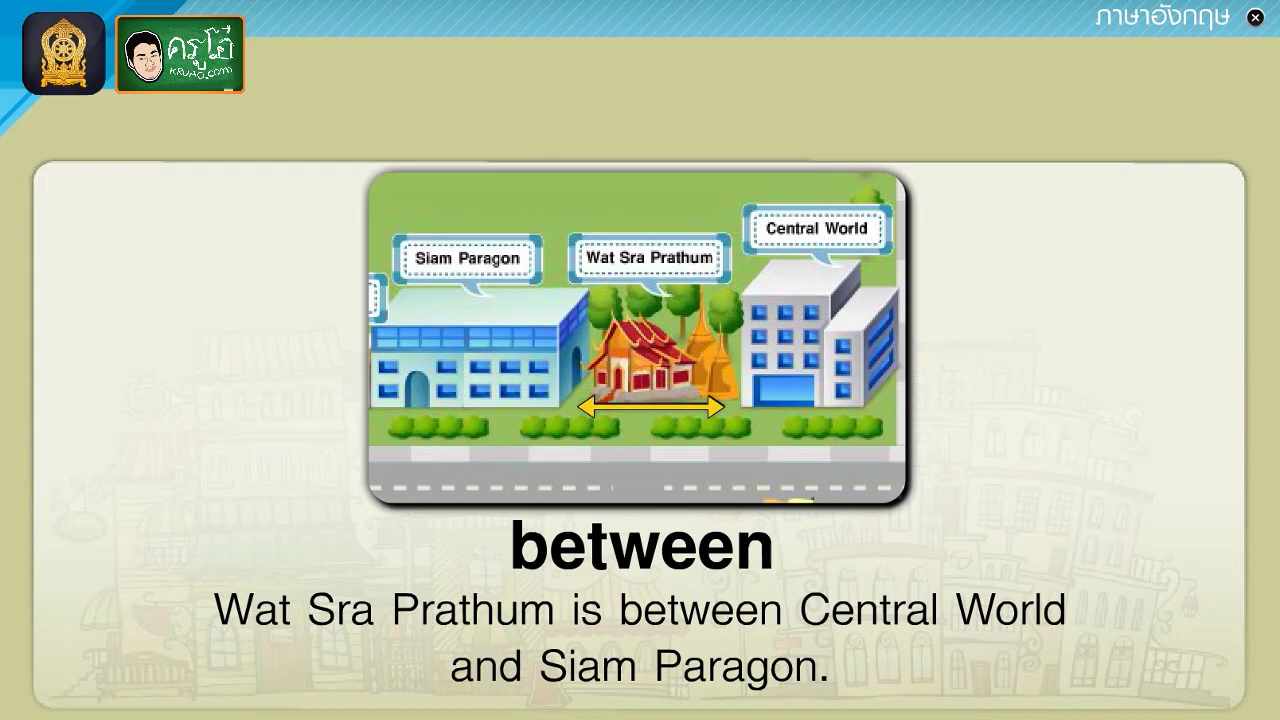 ภาษาอังกฤษ
ครูโอ๋
KRUHO.com
Siam Paragon
Wat Sra Prathum
Central World
between
Wat Sra Prathum is between Central World
and Siam Paragon.